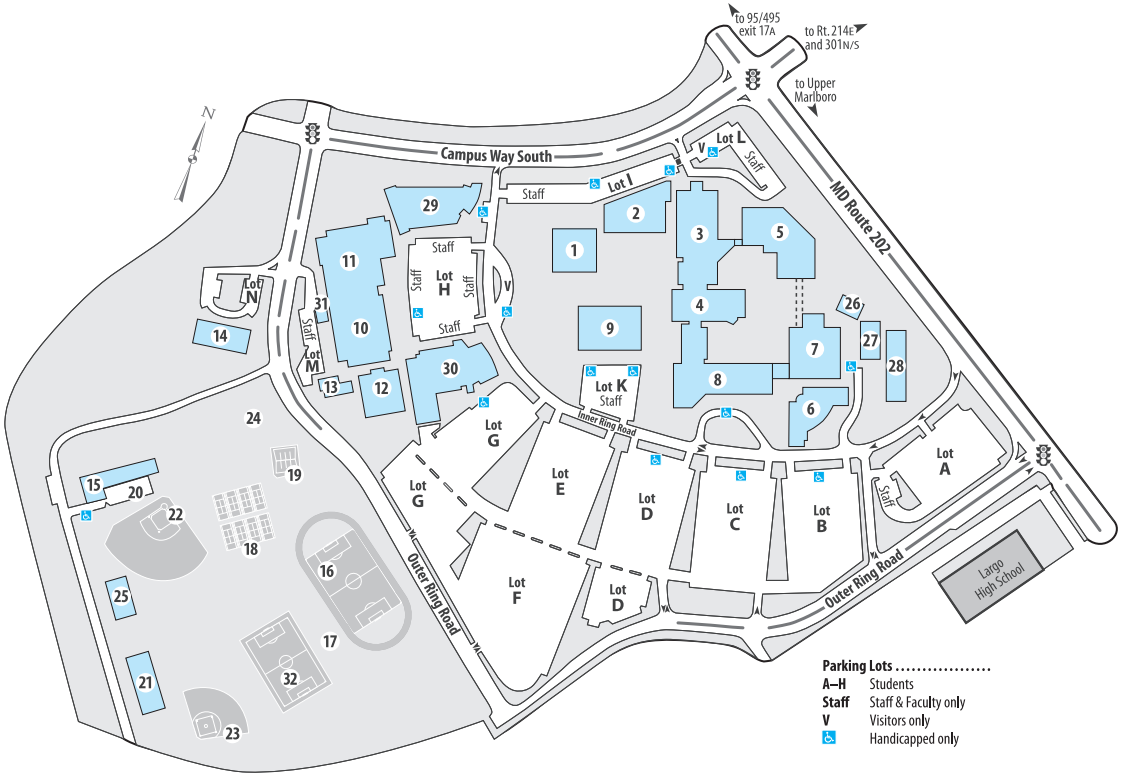 to 95/495
exit 17A
to Rt. 214E
and 301N/S
to Upper
Marlboro
N
Campus Way South
MD Route 202
Lot L
V
Staff
Lot I
Staff
29
2
3
5
1
11
Staff
Lot
H
Staff
Staff
Staff
V
Lot
N
31
Staff
Lot
M
14
10
4
26
9
7
27
28
30
8
13
12
Lot K
Staff
6
Inner Ring Road
24
Lot
G
Lot
A
Staff
19
15
20
Lot
G
Lot
E
Lot
D
Lot
C
Lot
B
22
18
16
Outer Ring Road
Lot
F
Lot
D
Outer Ring Road
Largo
High School
25
17
21
32
23
Parking Lots ..................
A–H Students
Staff Staff & Faculty only
V Visitors only
Handicapped only